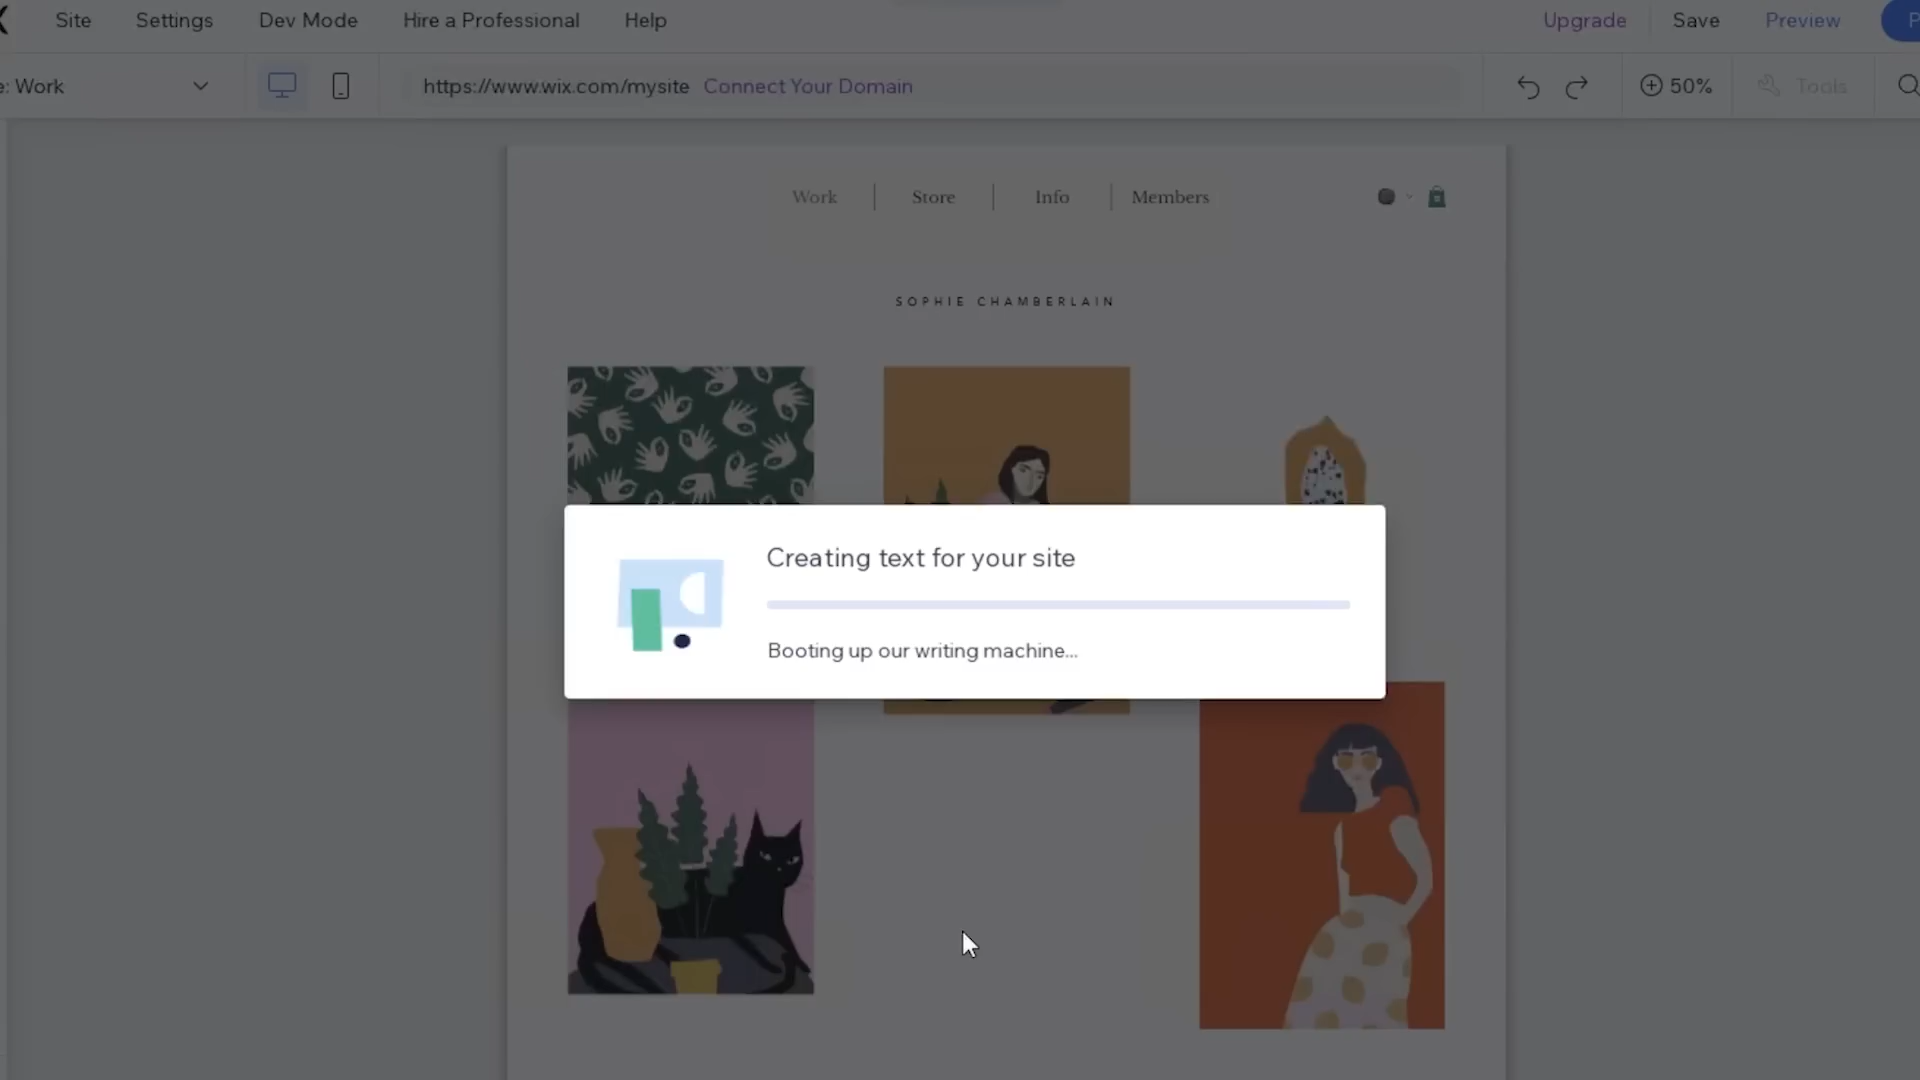 Site Settings Dev Mode Hire a Professional Help Upgrade Save Preview
: Work https://www.wix.com/mysite Connect Your Domain 50% Tools
Work Store Info Members
SOPHIE CHAMBERLAIN
Creating text for your site
Booting up our writing machine...